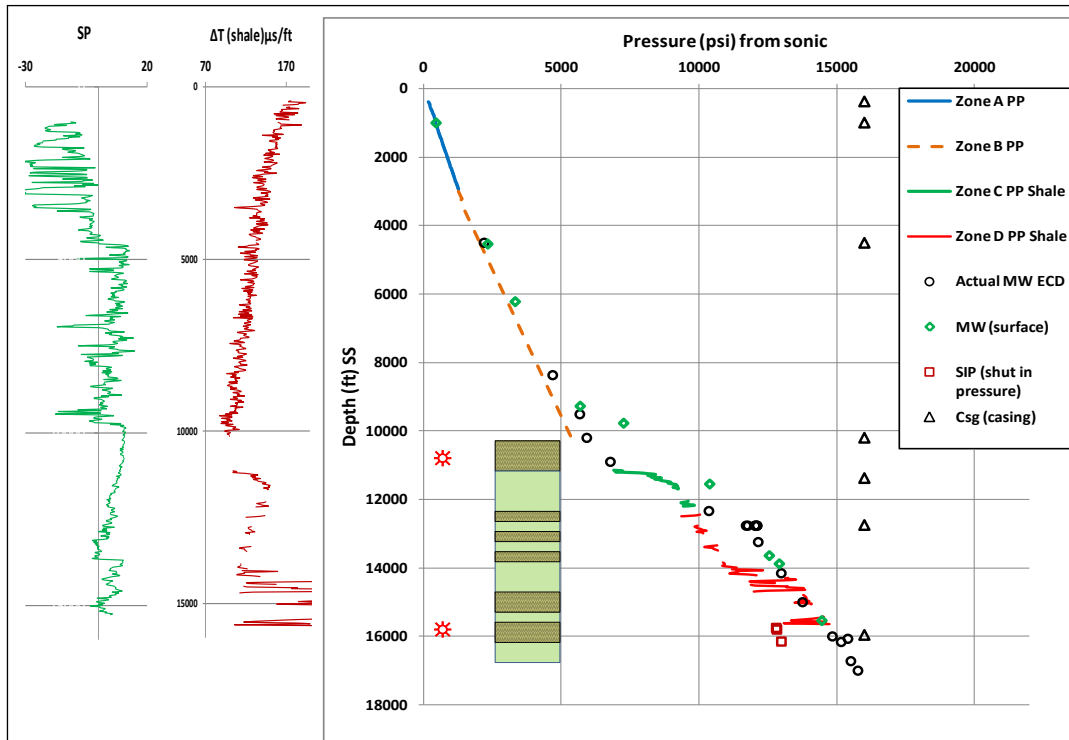 SP
-30
20
0
5000
10000
15000
ΔT (shale)µs/ft
70
170
Pressure (psi) from sonic
0
5000
10000
15000
20000
Depth (ft) SS
0
2000
4000
6000
8000
10000
12000
14000
16000
18000
Zone A PP
Zone B PP
Zone C PP Shale
Zone D PP Shale
Actual MW ECD
MW (surface)
SIP (shut in
pressure)
Csg (casing)